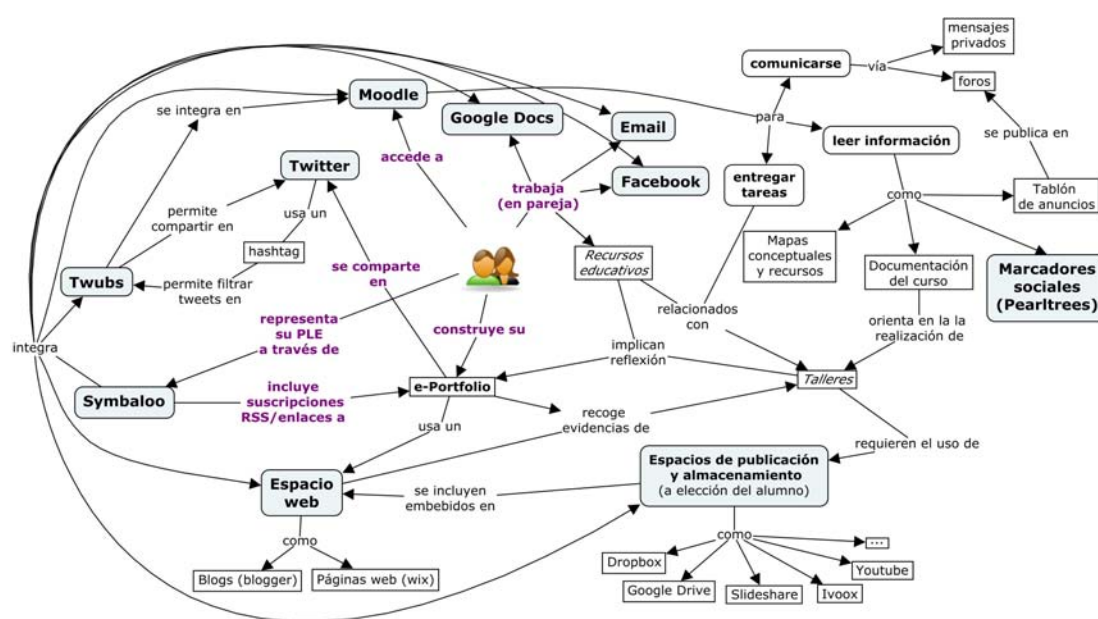 mensajes
privados
comunicarse
vía
foros
Moodle
se integra en
Google Docs
Email
para
se publica en
leer información
accede a
Twitter
trabaja
(en pareja)
Facebook
entregar
tareas
como
Tablón
de anuncios
permite
compartir en
usa un
hashtag
se comparte
en
Recursos
educativos
Mapas
conceptuales
y recursos
Documentación
del curso
Marcadores
sociales
(Pearltrees)
Twubs
permite filtrar
tweets en
representa
su PLE
a través de
construye su
relacionados
con
orienta en la la
realización de
integra
implican
reflexión
Symbaloo
incluye
suscripciones
RSS/enlaces a
e-Portfolio
Talleres
usa un
recoge
evidencias de
requieren el uso de
Espacio
web
se incluyen
embebidos en
Espacios de publicación
y almacenamiento
(a elección del alumno)
como
Blogs (blogger)
Páginas web (wix)
como
...
Dropbox
Youtube
Google Drive
Slideshare
Ivoox